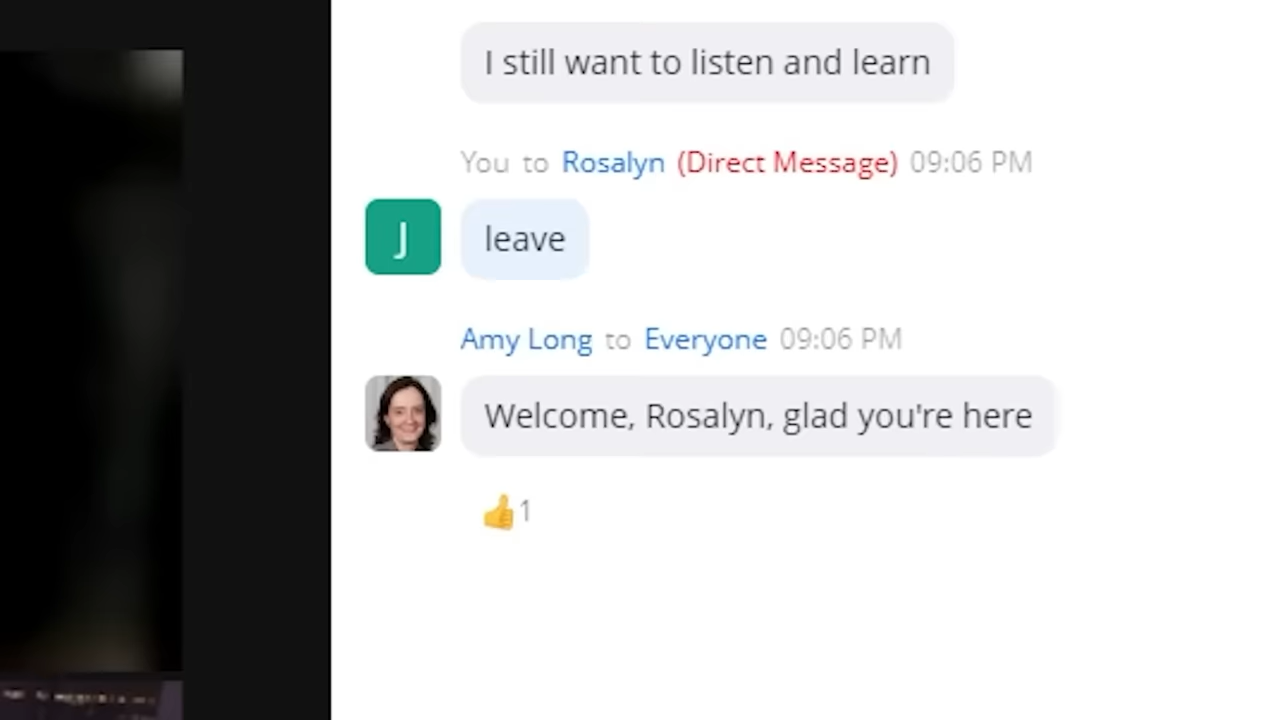 I still want to listen and learn
You to Rosalyn (Direct Message) 09:06 PM
J
leave
Amy Long to Everyone 09:06 PM
Welcome, Rosalyn, glad you're here
👍1